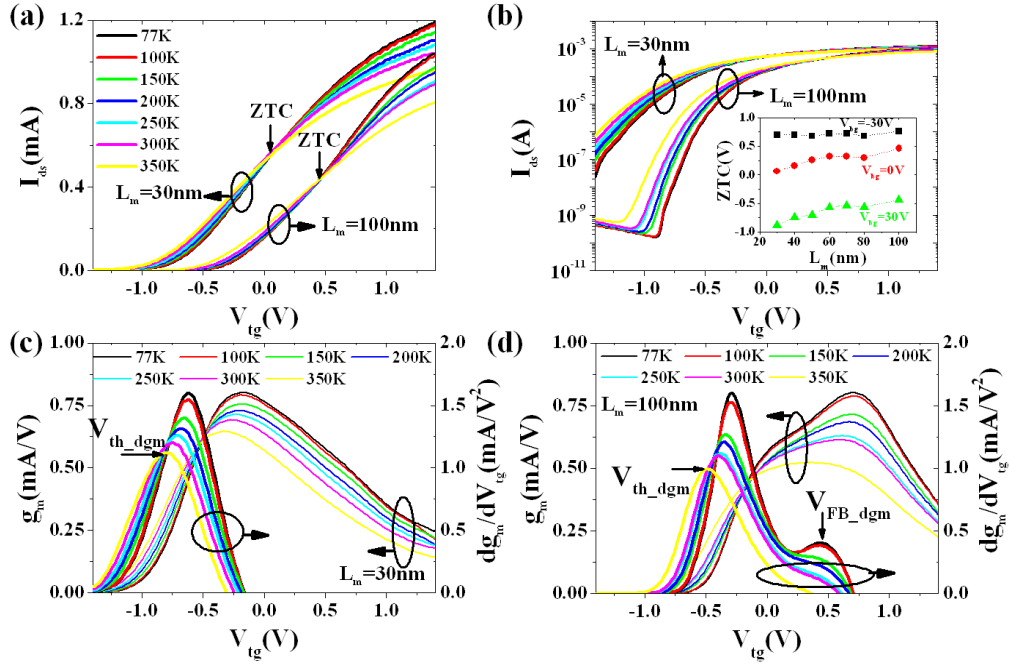 (a)
1.2
0.8
0.4
0.0
I_ds(mA)
77K
100K
150K
200K
250K
300K
350K
ZTC
ZTC
L_m=30nm
L_m=100nm
-1.0 -0.5 0.0 0.5 1.0
V_tg(V)
(b)
10^-3
10^-5
10^-7
10^-9
10^-11
I_ds(A)
L_m=30nm
L_m=100nm
1.0
0.5
0.0
-0.5
-1.0
ZTC(V)
V_bg=-30V
V_bg=0V
V_bg=30V
40 60 80 100
L_m(nm)
-1.0 -0.5 0.0 0.5 1.0
V_tg(V)
(c)
1.00
0.75
0.50
0.25
0.00
g_m(mA/V)
77K 100K 150K 200K
250K 300K 350K
V_th_dgm
L_m=30nm
2.0
1.5
1.0
0.5
0.0
dg_m/dV_tg(mA/V²)
-1.0 -0.5 0.0 0.5 1.0
V_tg(V)
(d)
1.00
0.75
0.50
0.25
0.00
g_m(mA/V)
77K 100K 150K 200K
250K 300K 350K
L_m=100nm
V_th_dgm
V_FB_dgm
2.0
1.5
1.0
0.5
0.0
dg_m/dV_tg(mA/V²)
-1.0 -0.5 0.0 0.5 1.0
V_tg(V)